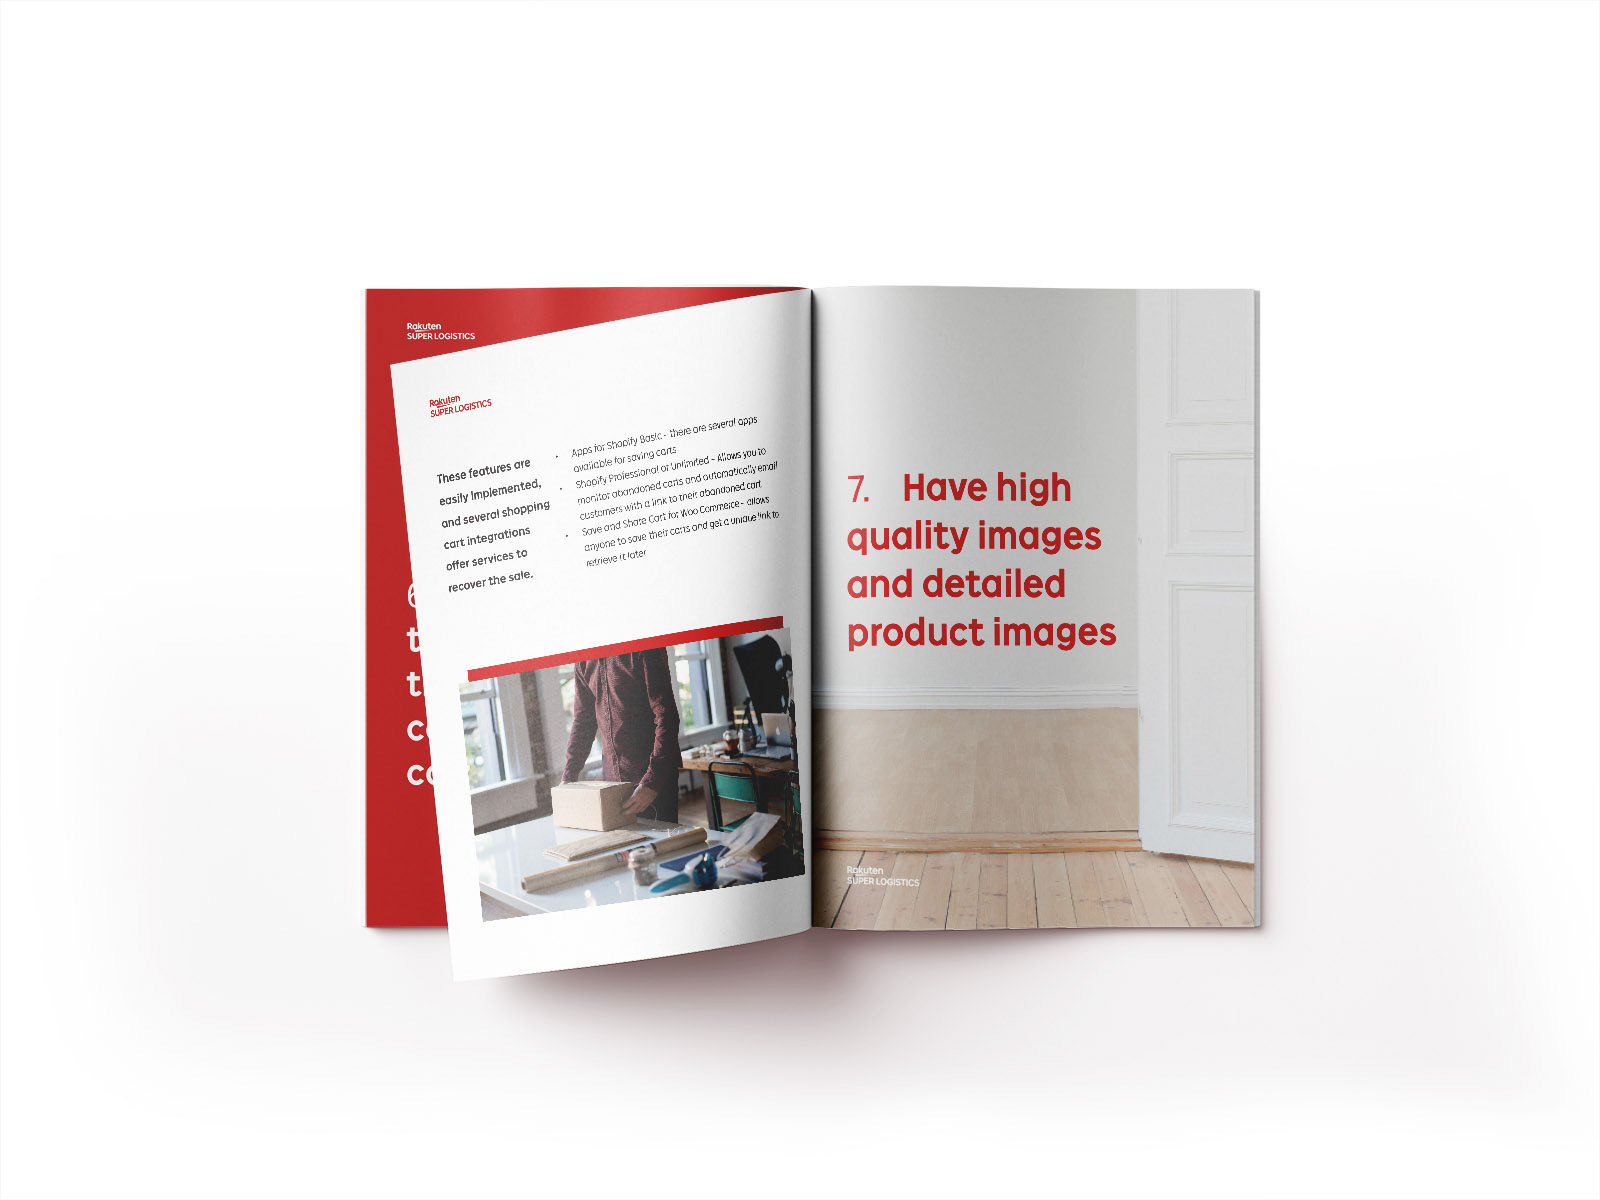 Rakuten
SUPER LOGISTICS
Rakuten
SUPER LOGISTICS
These features are
easily implemented,
and several shopping
cart integrations
offer services to
recover the sale.
• Apps for Shopify Basic - there are several apps
available for saving carts
• Shopify Professional or Unlimited - Allows you to
monitor abandoned carts and automatically email
customers with a link to their abandoned cart
• Save and Share Cart for Woo Commerce - allows
anyone to save their carts and get a unique link to
retrieve it later
7. Have high
quality images
and detailed
product images
Rakuten
SUPER LOGISTICS